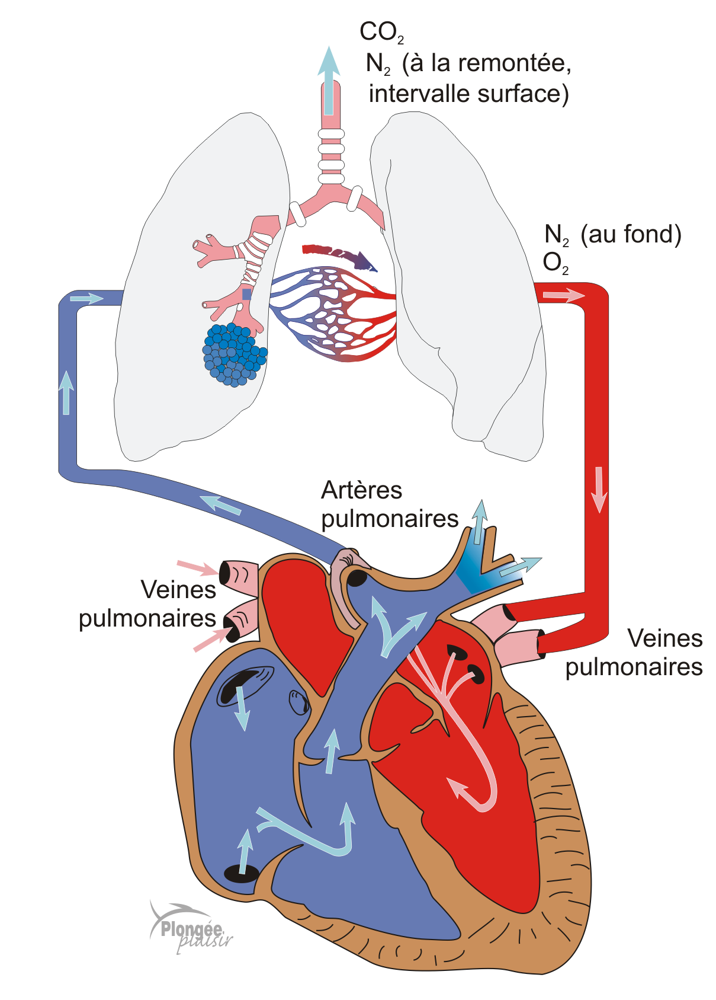 CO₂
N₂ (à la remontée,
intervalle surface)
N₂ (au fond)
O₂
Artères
pulmonaires
Veines
pulmonaires
Veines
pulmonaires
Plongée
plaisir